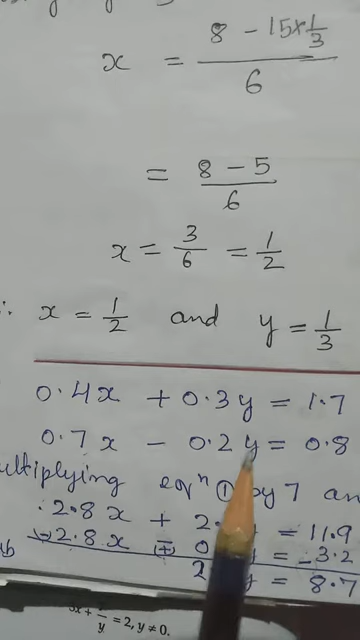 x = 8 - 15 × 1/3 / 6
= 8 - 5 / 6
x = 3/6 = 1/2
∴ x = 1/2 and y = 1/3
0.4x + 0.3y = 1.7
0.7x - 0.2y = 0.8
eqⁿ ① by 7
2.8x + 2. = 11.9
2.8x 0 y = -3.2
2 y = 8.7
= 2, y ≠ 0.